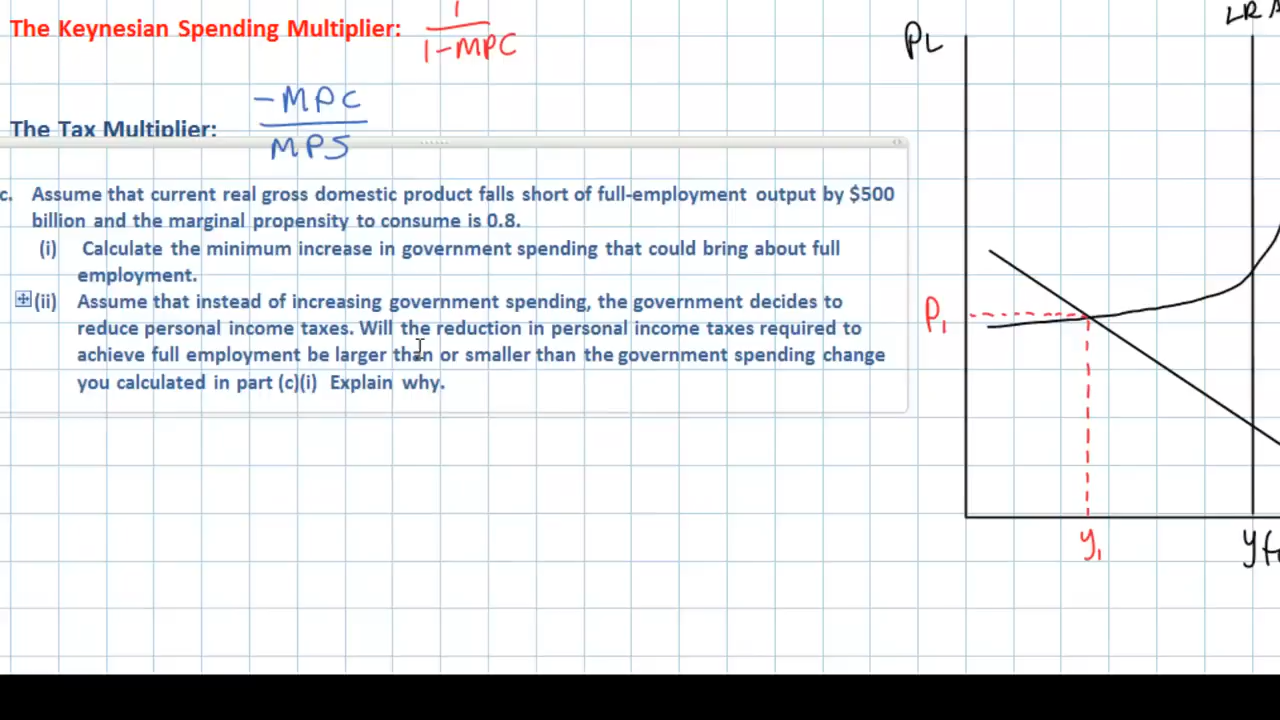 The Keynesian Spending Multiplier:
1
1-MPC
The Tax Multiplier:
-MPC
MPS
c. Assume that current real gross domestic product falls short of full-employment output by $500
billion and the marginal propensity to consume is 0.8.
(i) Calculate the minimum increase in government spending that could bring about full
employment.
(ii) Assume that instead of increasing government spending, the government decides to
reduce personal income taxes. Will the reduction in personal income taxes required to
achieve full employment be larger than or smaller than the government spending change
you calculated in part (c)(i) Explain why.
PL
LRA
P1
y1
yf